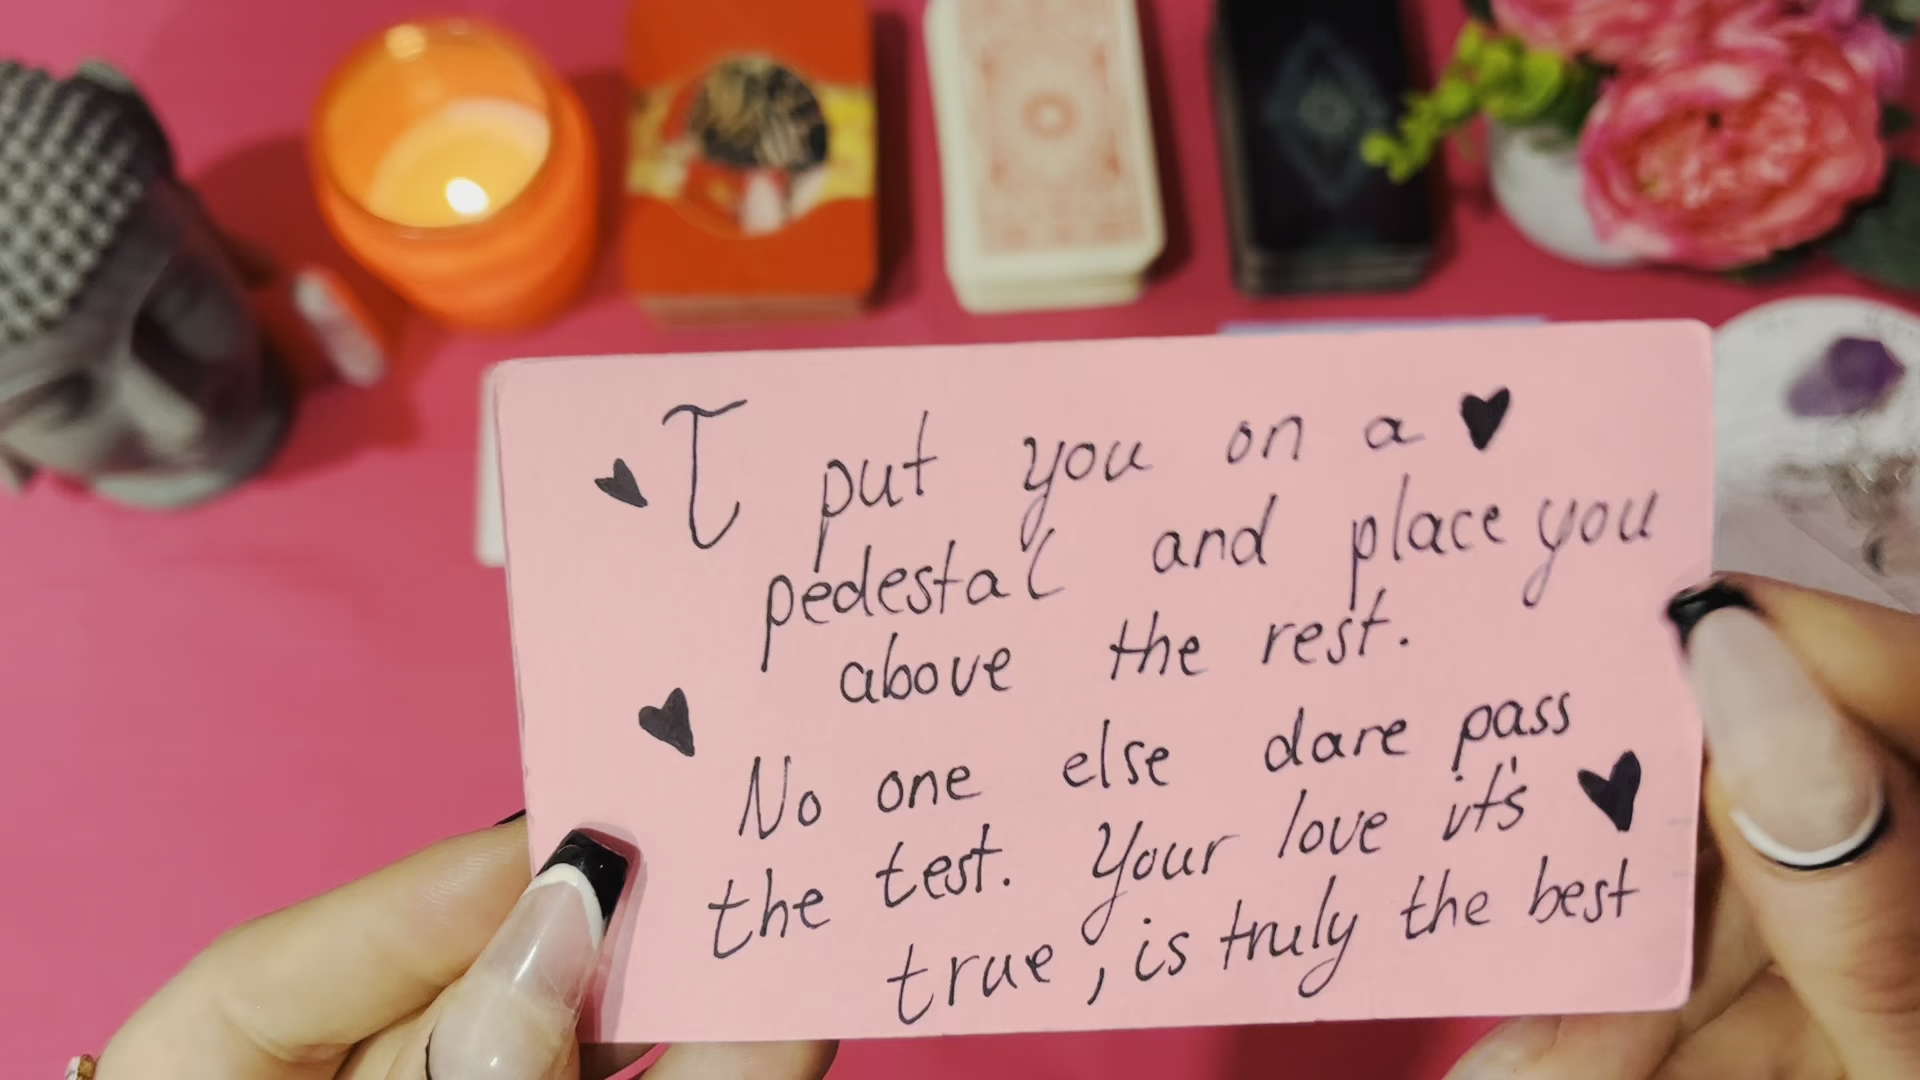 I put you on a
pedestal and place you
above the rest.
No one else dare pass
the test. Your love it's
true, is truly the best